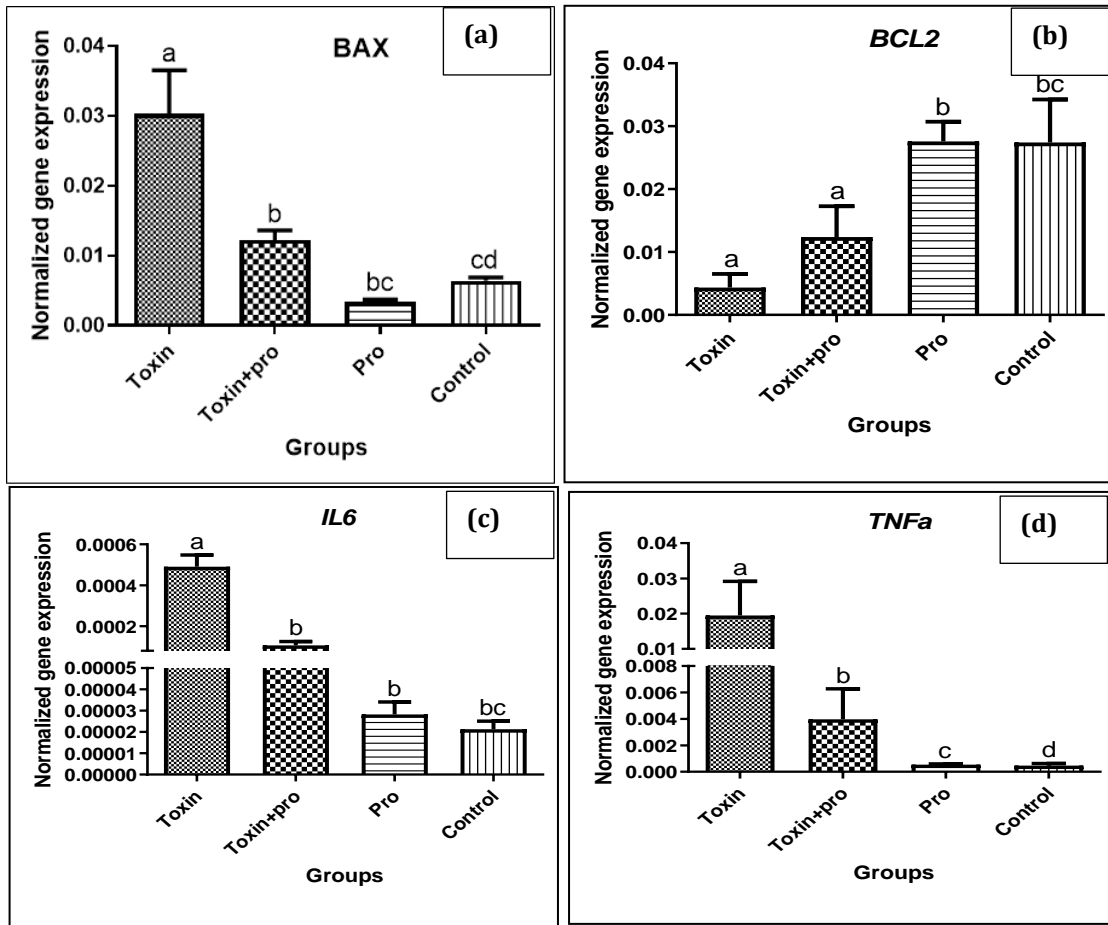 BAX
(a)
Normalized gene expression
0.04
0.03
0.02
0.01
0.00
a
b
bc
cd
Toxin
Toxin+pro
Pro
Control
Groups
BCL2
(b)
Normalized gene expression
0.04
0.03
0.02
0.01
0.00
a
a
b
bc
Toxin
Toxin+pro
Pro
Control
Groups
IL6
(c)
Normalized gene expression
0.0006
0.0004
0.0002
0.00005
0.00004
0.00003
0.00002
0.00001
0.00000
a
b
b
bc
Toxin
Toxin+pro
Pro
Control
Groups
TNFa
(d)
Normalized gene expression
0.04
0.03
0.02
0.01
0.008
0.006
0.004
0.002
0.000
a
b
c
d
Toxin
Toxin+pro
Pro
Control
Groups